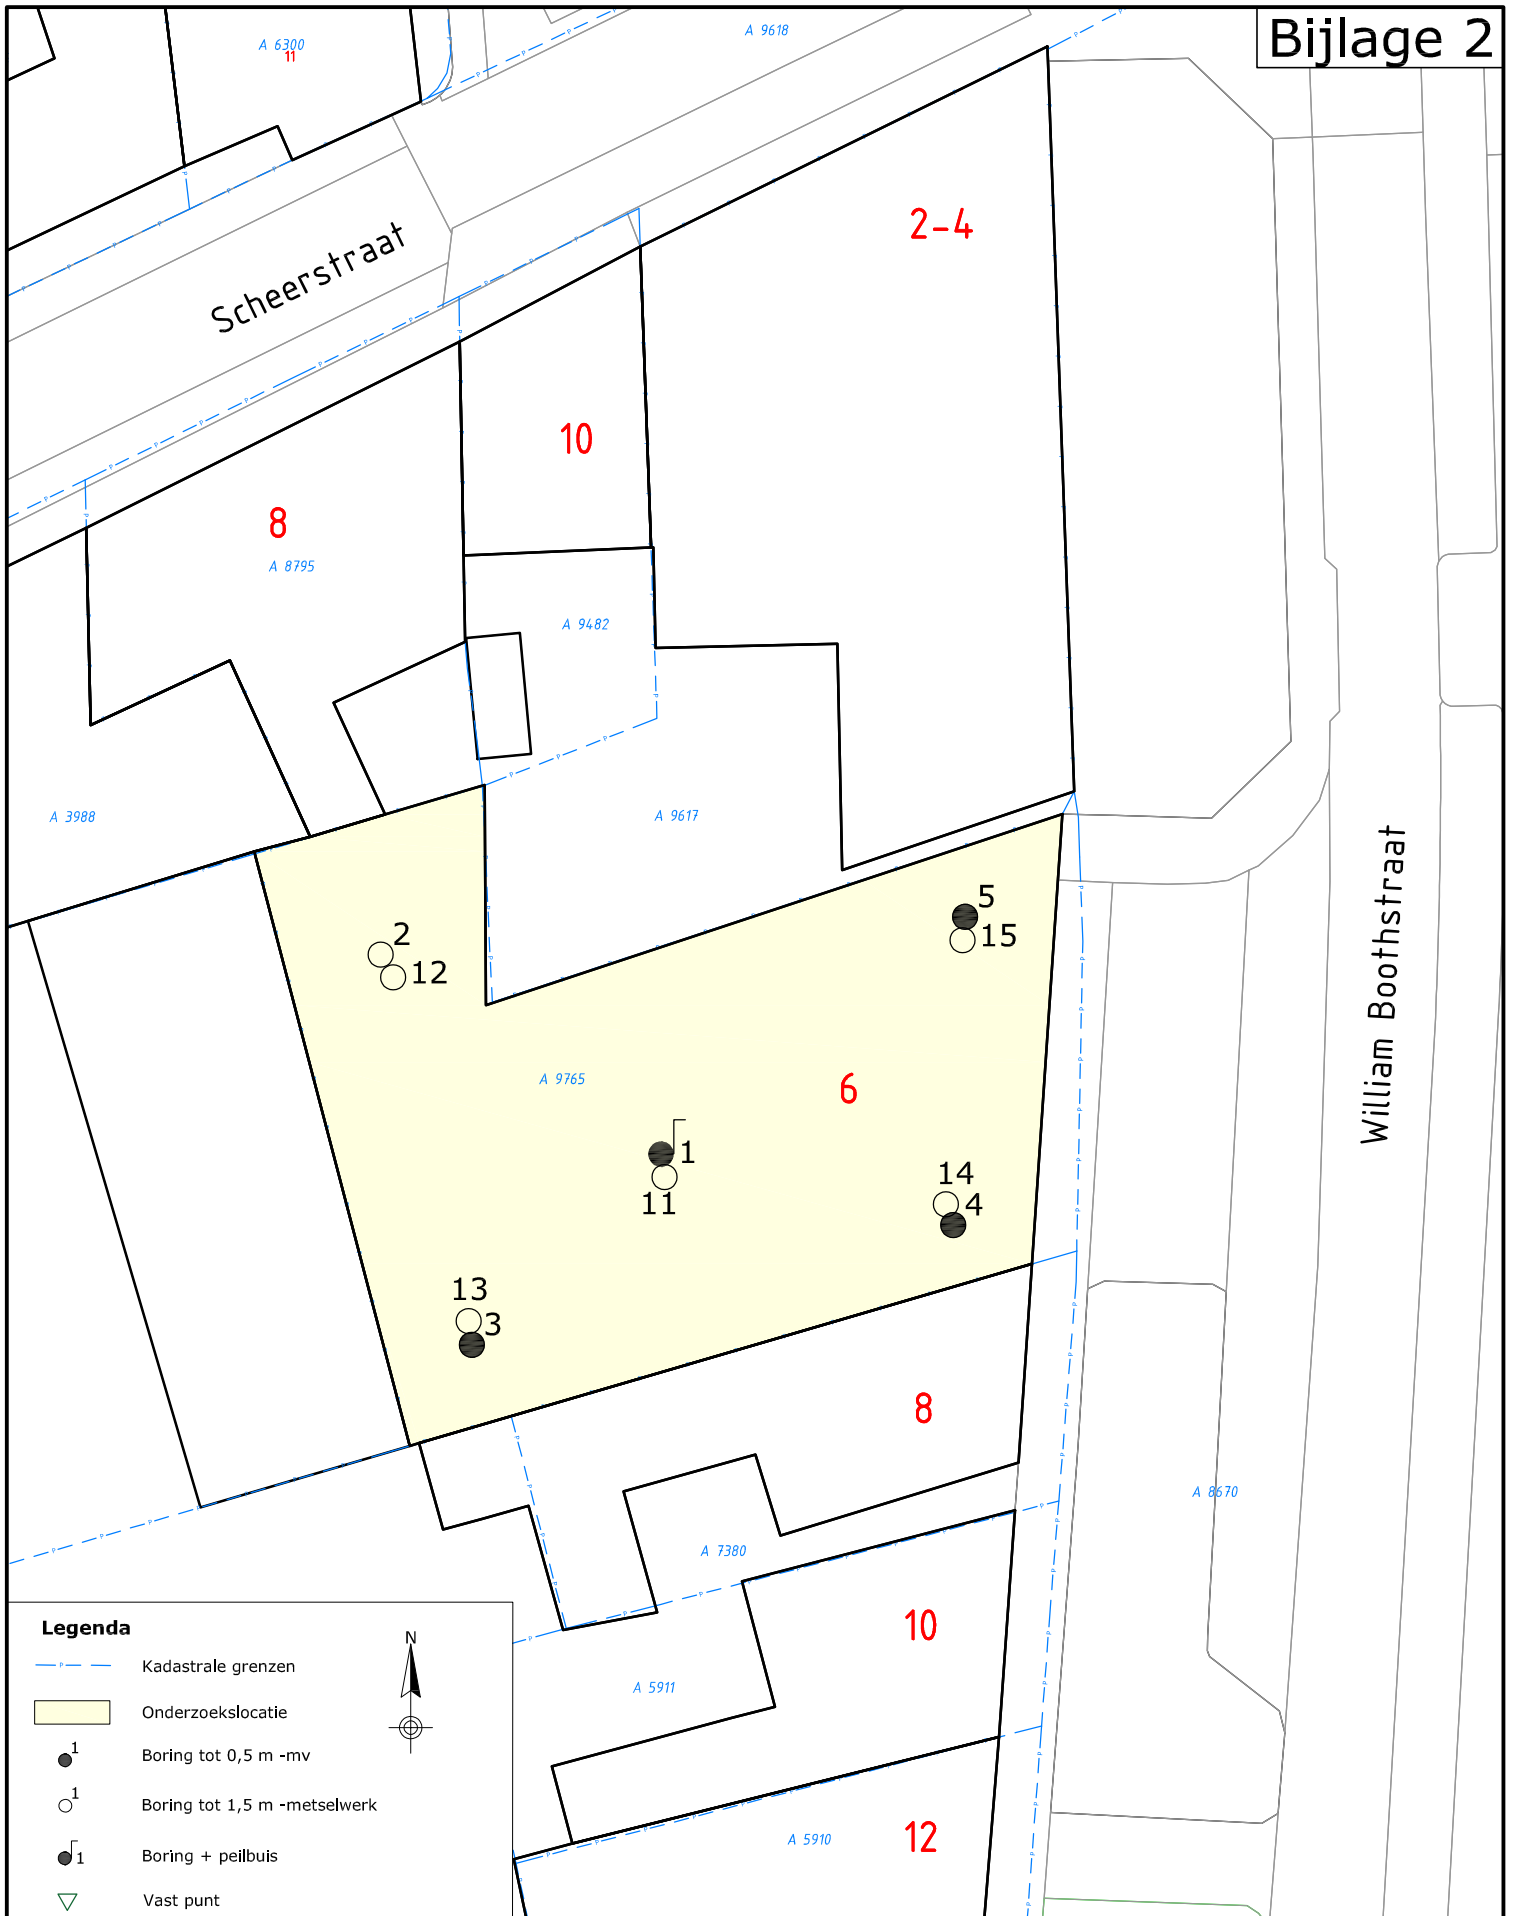 Bijlage 2
A 6300
11
A 9618
2-4
Scheerstraat
10
8
A 8795
A 9482
A 3988
A 9617
William Boothstraat
5
15
2
12
A 9765
6
1
11
14
4
13
3
8
A 8670
A 7380
10
A 5911
12
A 5910
Legenda
N
Kadastrale grenzen
Onderzoekslocatie
1
Boring tot 0,5 m -mv
1
Boring tot 1,5 m -metselwerk
1
Boring + peilbuis
Vast punt